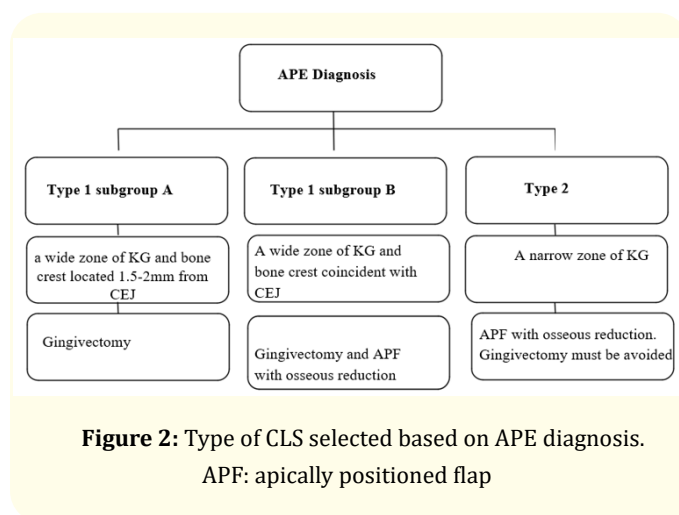 APE Diagnosis
Type 1 subgroup A
Type 1 subgroup B
Type 2
a wide zone of KG and bone
crest located 1.5-2mm from
CEJ
A wide zone of KG and
bone crest coincident with
CEJ
A narrow zone of KG
Gingivectomy
Gingivectomy and APF
with osseous reduction
APF with osseous reduction.
Gingivectomy must be avoided
Figure 2: Type of CLS selected based on APE diagnosis.
APF: apically positioned flap